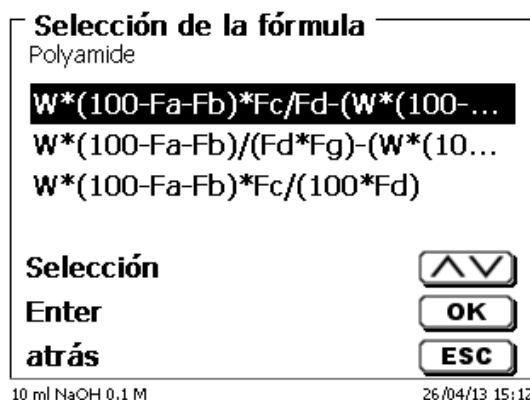 Selección de la fórmula
Polyamide
W*(100-Fa-Fb)*Fc/Fd-(W*(100-...
W*(100-Fa-Fb)/(Fd*Fg)-(W*(10...
W*(100-Fa-Fb)*Fc/(100*Fd)
Selección
Enter OK
atrás ESC
10 ml NaOH 0.1 M 26/04/13 15:12